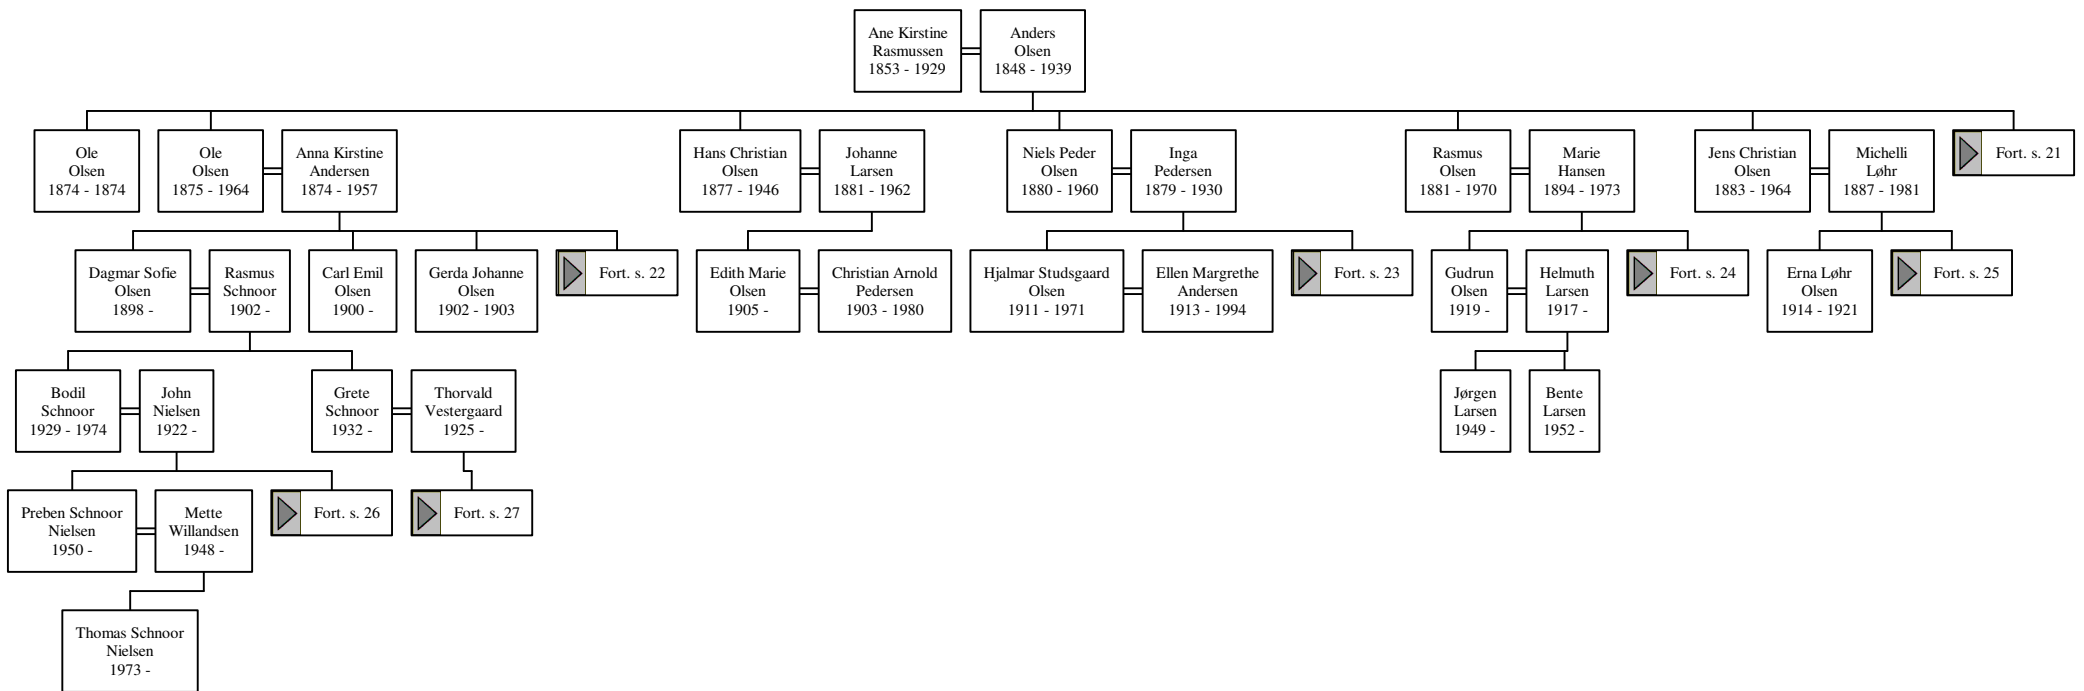 Ane Kirstine
Rasmussen
1853 - 1929
Anders
Olsen
1848 - 1939
Ole
Olsen
1874 - 1874
Ole
Olsen
1875 - 1964
Anna Kirstine
Andersen
1874 - 1957
Hans Christian
Olsen
1877 - 1946
Johanne
Larsen
1881 - 1962
Niels Peder
Olsen
1880 - 1960
Inga
Pedersen
1879 - 1930
Rasmus
Olsen
1881 - 1970
Marie
Hansen
1894 - 1973
Jens Christian
Olsen
1883 - 1964
Michelli
Løhr
1887 - 1981
Fort. s. 21
Dagmar Sofie
Olsen
1898 -
Rasmus
Schnoor
1902 -
Carl Emil
Olsen
1900 -
Gerda Johanne
Olsen
1902 - 1903
Fort. s. 22
Edith Marie
Olsen
1905 -
Christian Arnold
Pedersen
1903 - 1980
Hjalmar Studsgaard
Olsen
1911 - 1971
Ellen Margrethe
Andersen
1913 - 1994
Fort. s. 23
Gudrun
Olsen
1919 -
Helmuth
Larsen
1917 -
Fort. s. 24
Erna Løhr
Olsen
1914 - 1921
Fort. s. 25
Bodil
Schnoor
1929 - 1974
John
Nielsen
1922 -
Grete
Schnoor
1932 -
Thorvald
Vestergaard
1925 -
Jørgen
Larsen
1949 -
Bente
Larsen
1952 -
Preben Schnoor
Nielsen
1950 -
Mette
Willandsen
1948 -
Fort. s. 26
Fort. s. 27
Thomas Schnoor
Nielsen
1973 -